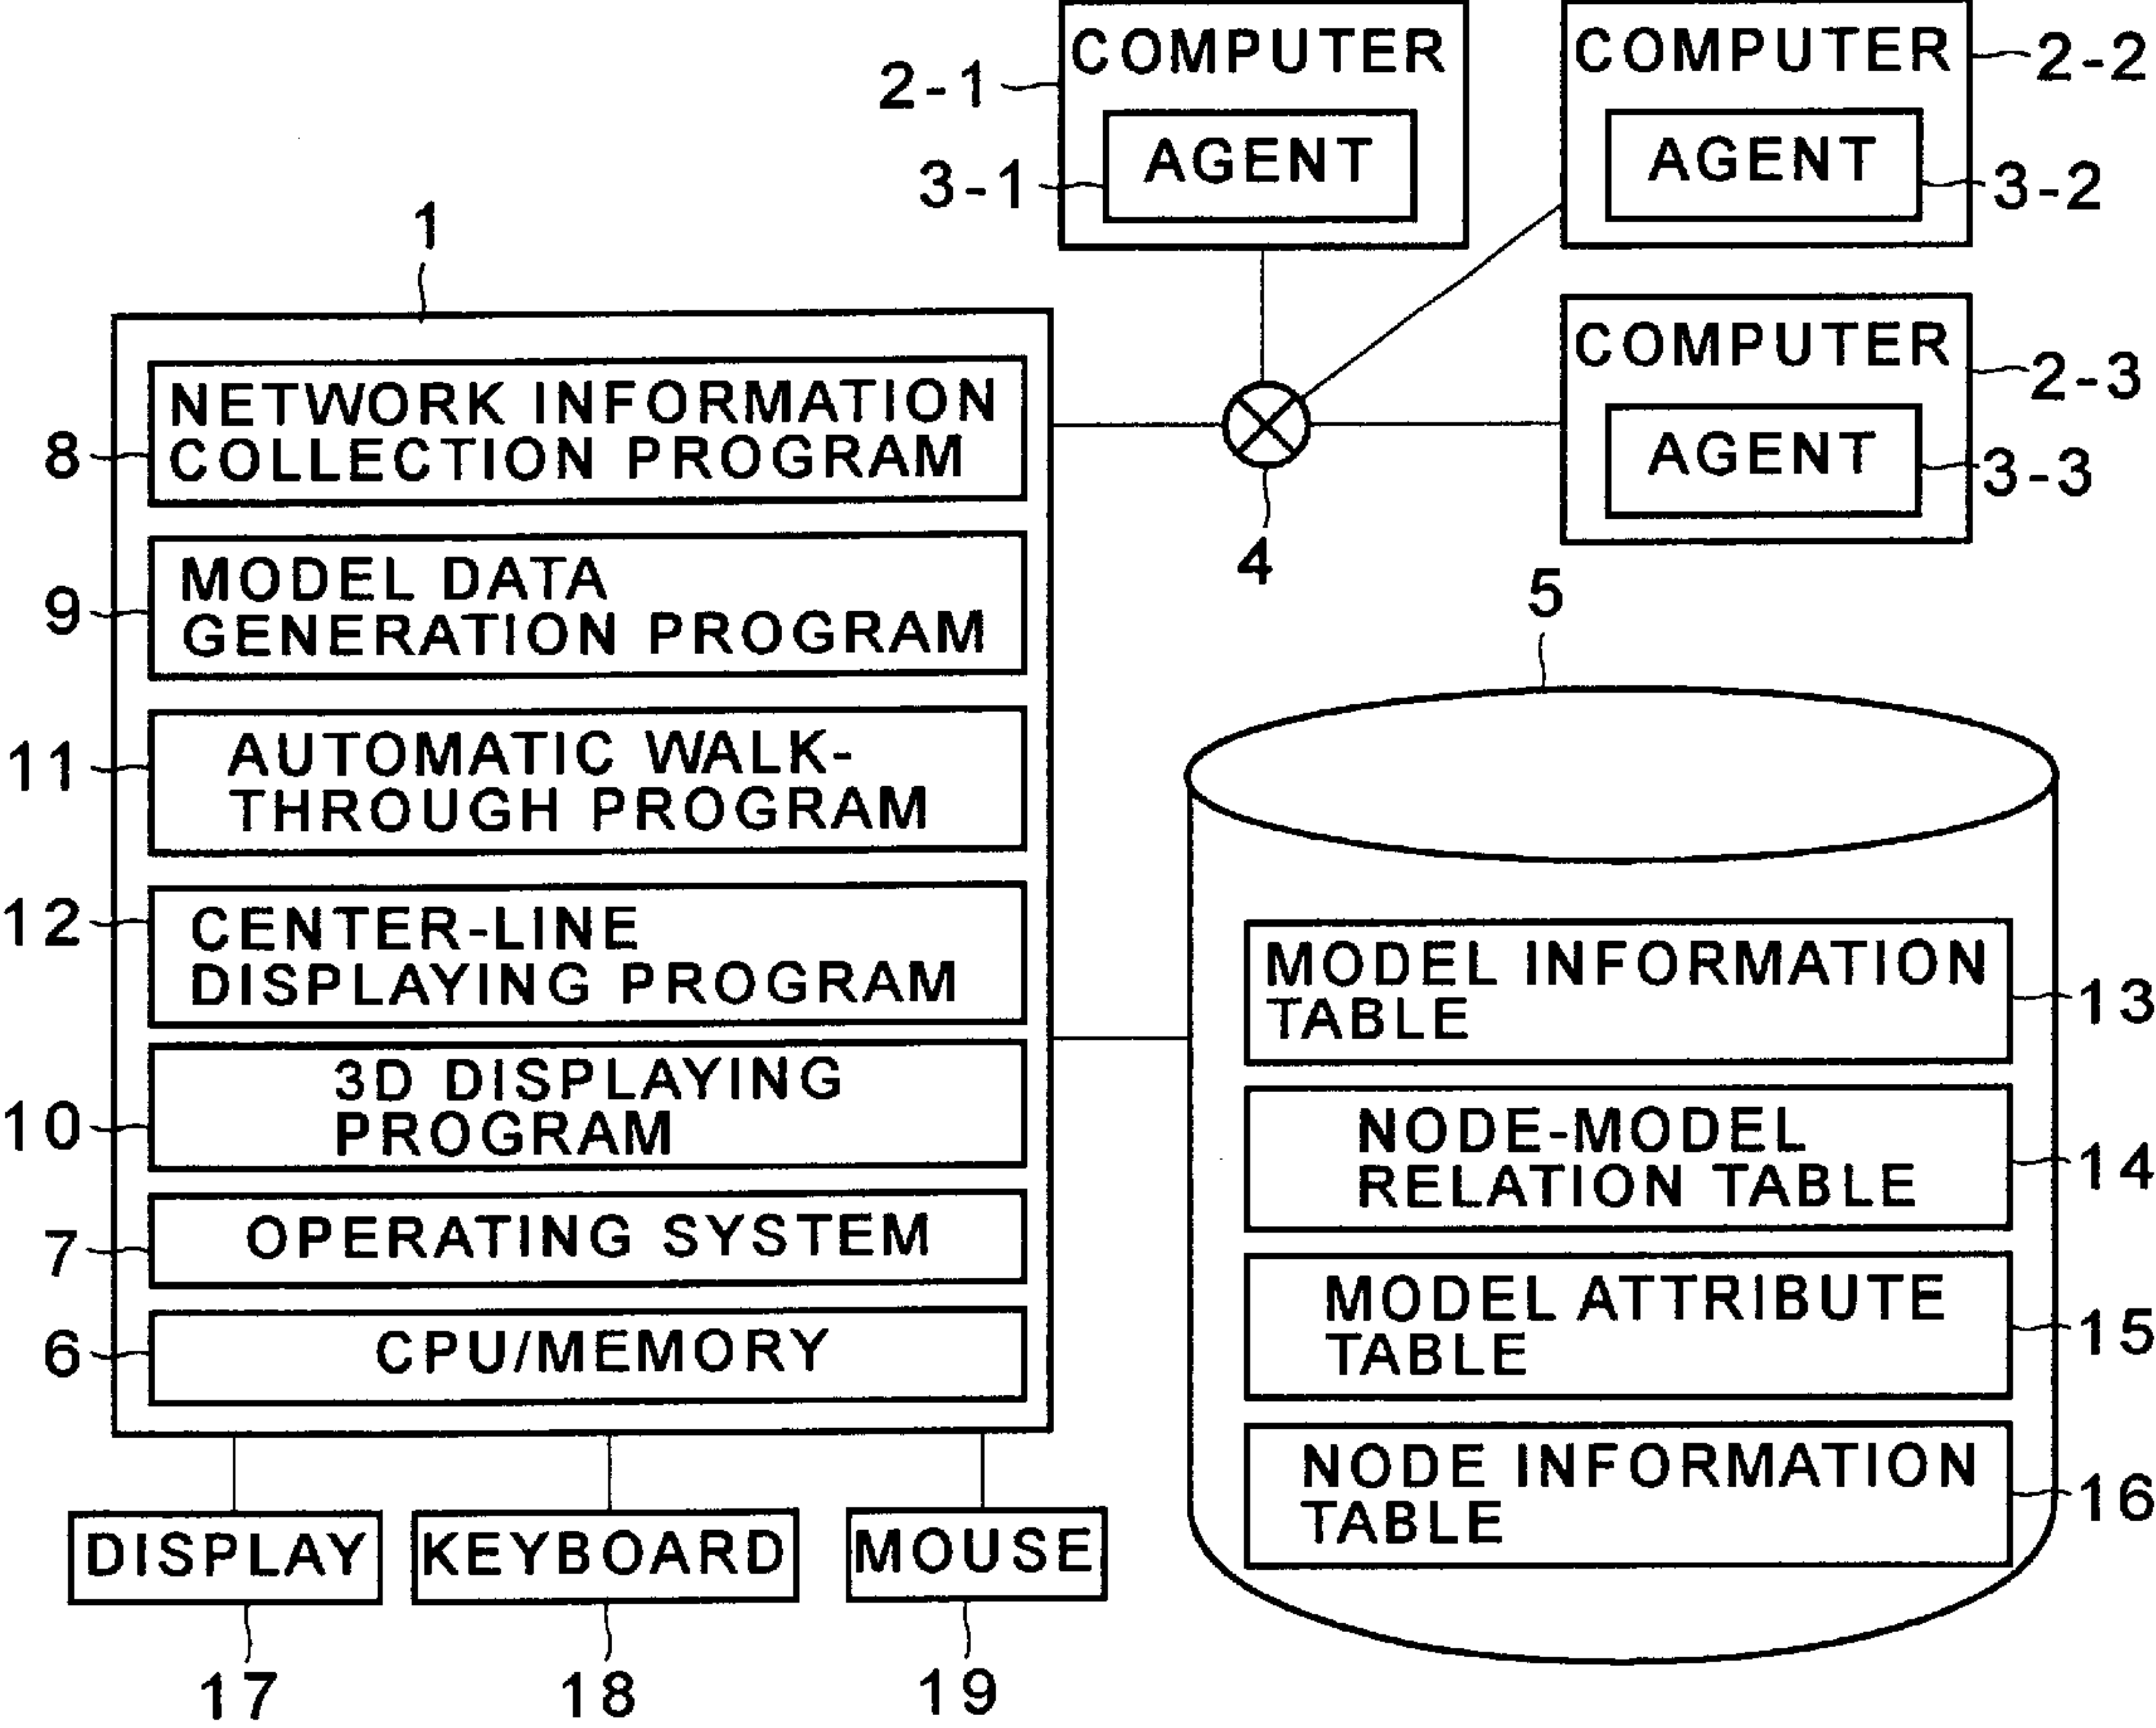 COMPUTER
2-1
AGENT
3-1
COMPUTER
2-2
AGENT
3-2
COMPUTER
2-3
AGENT
3-3
4
1
NETWORK INFORMATION
COLLECTION PROGRAM
8
MODEL DATA
GENERATION PROGRAM
9
AUTOMATIC WALK-
THROUGH PROGRAM
11
CENTER-LINE
DISPLAYING PROGRAM
12
3D DISPLAYING
PROGRAM
10
OPERATING SYSTEM
7
CPU/MEMORY
6
DISPLAY
17
KEYBOARD
18
MOUSE
19
5
MODEL INFORMATION
TABLE
13
NODE-MODEL
RELATION TABLE
14
MODEL ATTRIBUTE
TABLE
15
NODE INFORMATION
TABLE
16